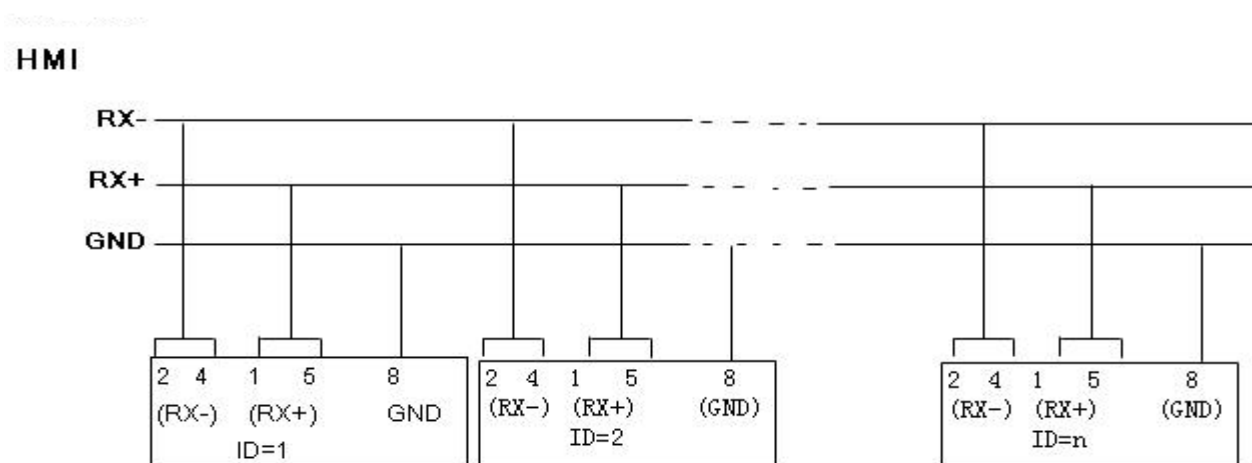 HMI
RX-
RX+
GND
2 4 1 5 8
(RX-) (RX+) GND
ID=1
2 4 1 5 8
(RX-) (RX+) (GND)
ID=2
2 4 1 5 8
(RX-) (RX+) (GND)
ID=n